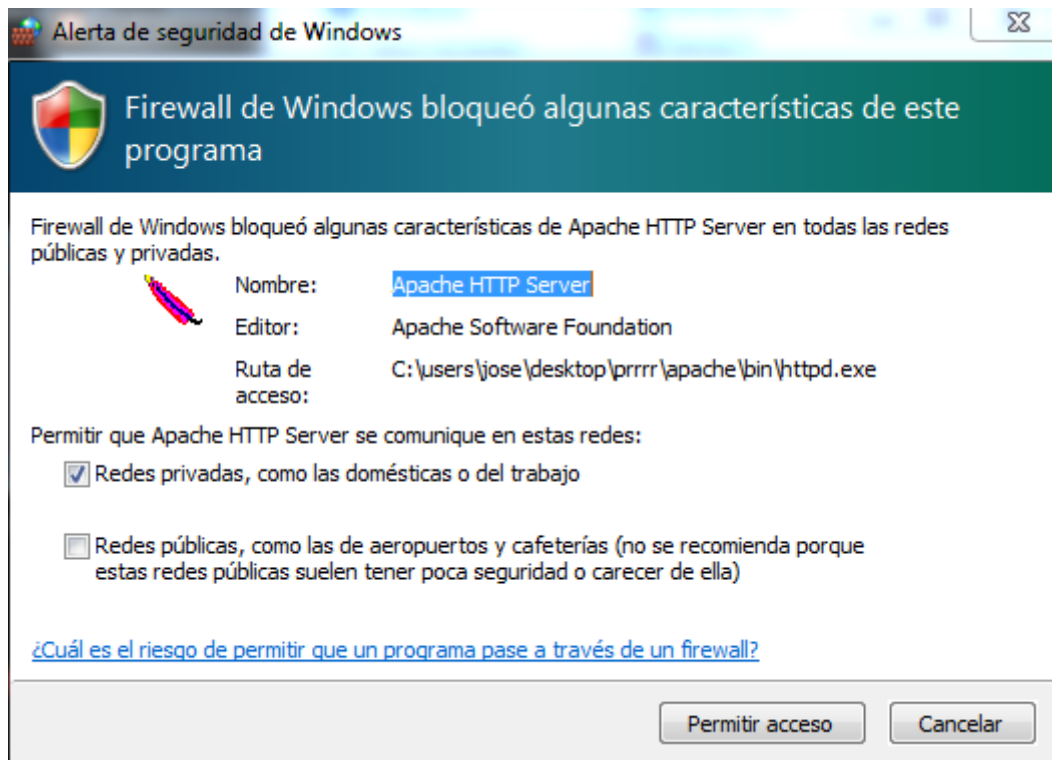 Alerta de seguridad de Windows
Firewall de Windows bloqueó algunas características de este
programa
Firewall de Windows bloqueó algunas características de Apache HTTP Server en todas las redes
públicas y privadas.
Nombre: Apache HTTP Server
Editor: Apache Software Foundation
Ruta de C:\users\jose\desktop\prrrr\apache\bin\httpd.exe
acceso:
Permitir que Apache HTTP Server se comunique en estas redes:
Redes privadas, como las domésticas o del trabajo
Redes públicas, como las de aeropuertos y cafeterías (no se recomienda porque
estas redes públicas suelen tener poca seguridad o carecer de ella)
¿Cuál es el riesgo de permitir que un programa pase a través de un firewall?
Permitir acceso Cancelar